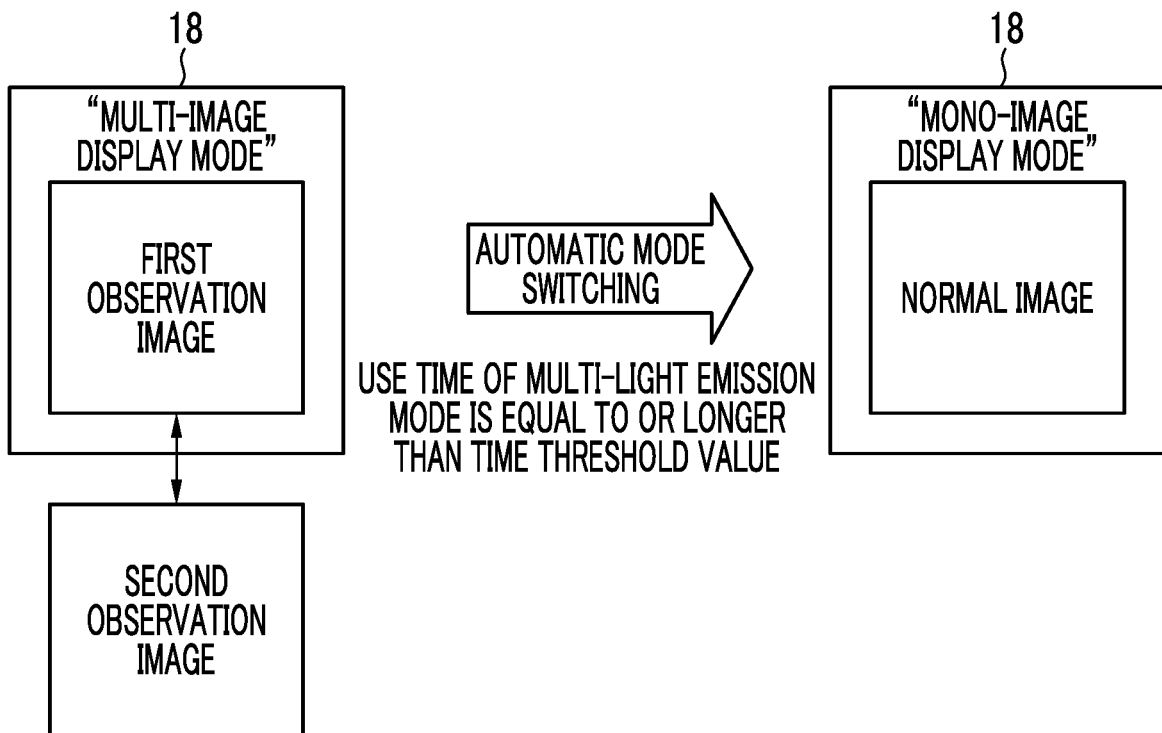 18
“MULTI-IMAGE
DISPLAY MODE”
FIRST
OBSERVATION
IMAGE
SECOND
OBSERVATION
IMAGE
AUTOMATIC MODE
SWITCHING
USE TIME OF MULTI-LIGHT EMISSION
MODE IS EQUAL TO OR LONGER
THAN TIME THRESHOLD VALUE
18
“MONO-IMAGE
DISPLAY MODE”
NORMAL IMAGE